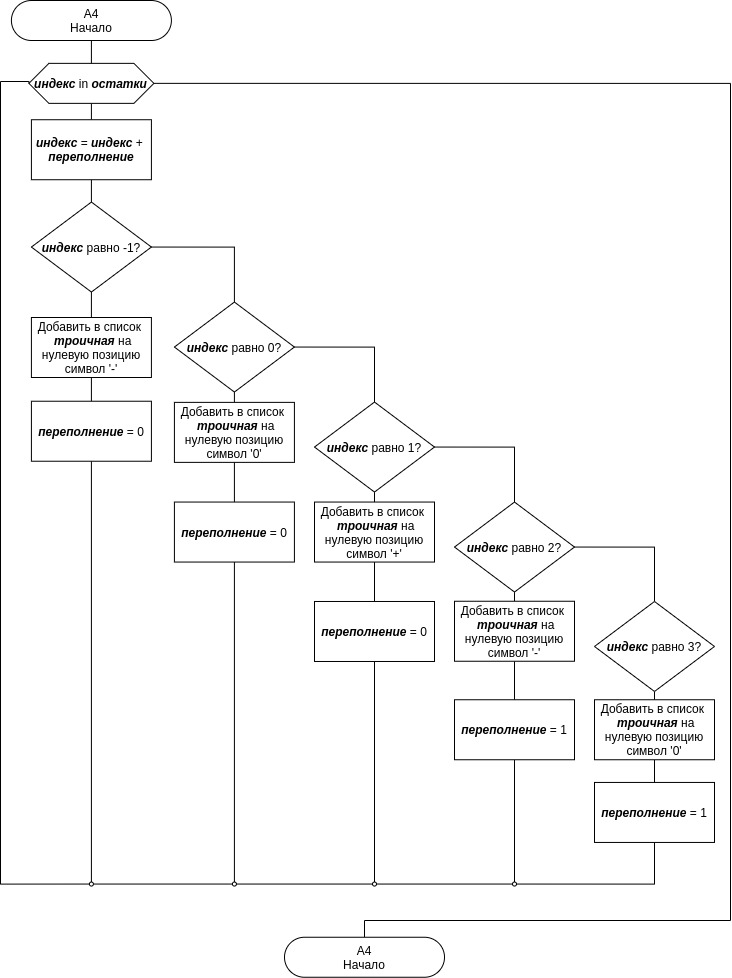 А4
Начало
индекс in остатки
индекс = индекс +
переполнение
индекс равно -1?
Добавить в список
троичная на
нулевую позицию
символ '-'
переполнение = 0
индекс равно 0?
Добавить в список
троичная на
нулевую позицию
символ '0'
переполнение = 0
индекс равно 1?
Добавить в список
троичная на
нулевую позицию
символ '+'
переполнение = 0
индекс равно 2?
Добавить в список
троичная на
нулевую позицию
символ '-'
переполнение = 1
индекс равно 3?
Добавить в список
троичная на
нулевую позицию
символ '0'
переполнение = 1
А4
Начало